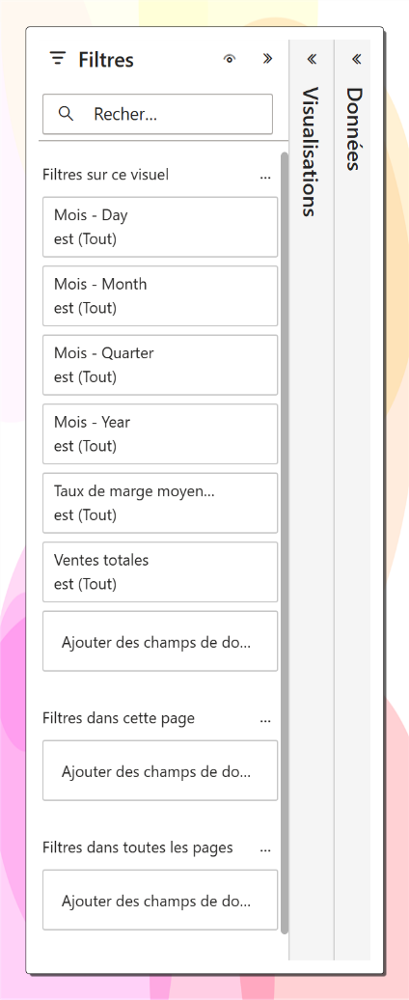 Filtres
Recher...
Filtres sur ce visuel
...
Mois - Day
est (Tout)
Mois - Month
est (Tout)
Mois - Quarter
est (Tout)
Mois - Year
est (Tout)
Taux de marge moyen...
est (Tout)
Ventes totales
est (Tout)
Ajouter des champs de do...
Filtres dans cette page
...
Ajouter des champs de do...
Filtres dans toutes les pages
...
Ajouter des champs de do...
Visualisations
Données